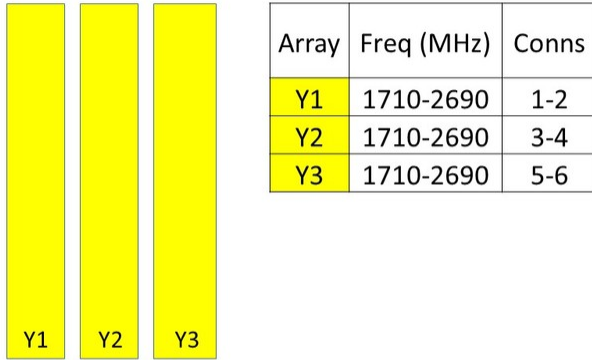 Array Freq (MHz) Conns
Y1 1710-2690 1-2
Y2 1710-2690 3-4
Y3 1710-2690 5-6
Y1 Y2 Y3